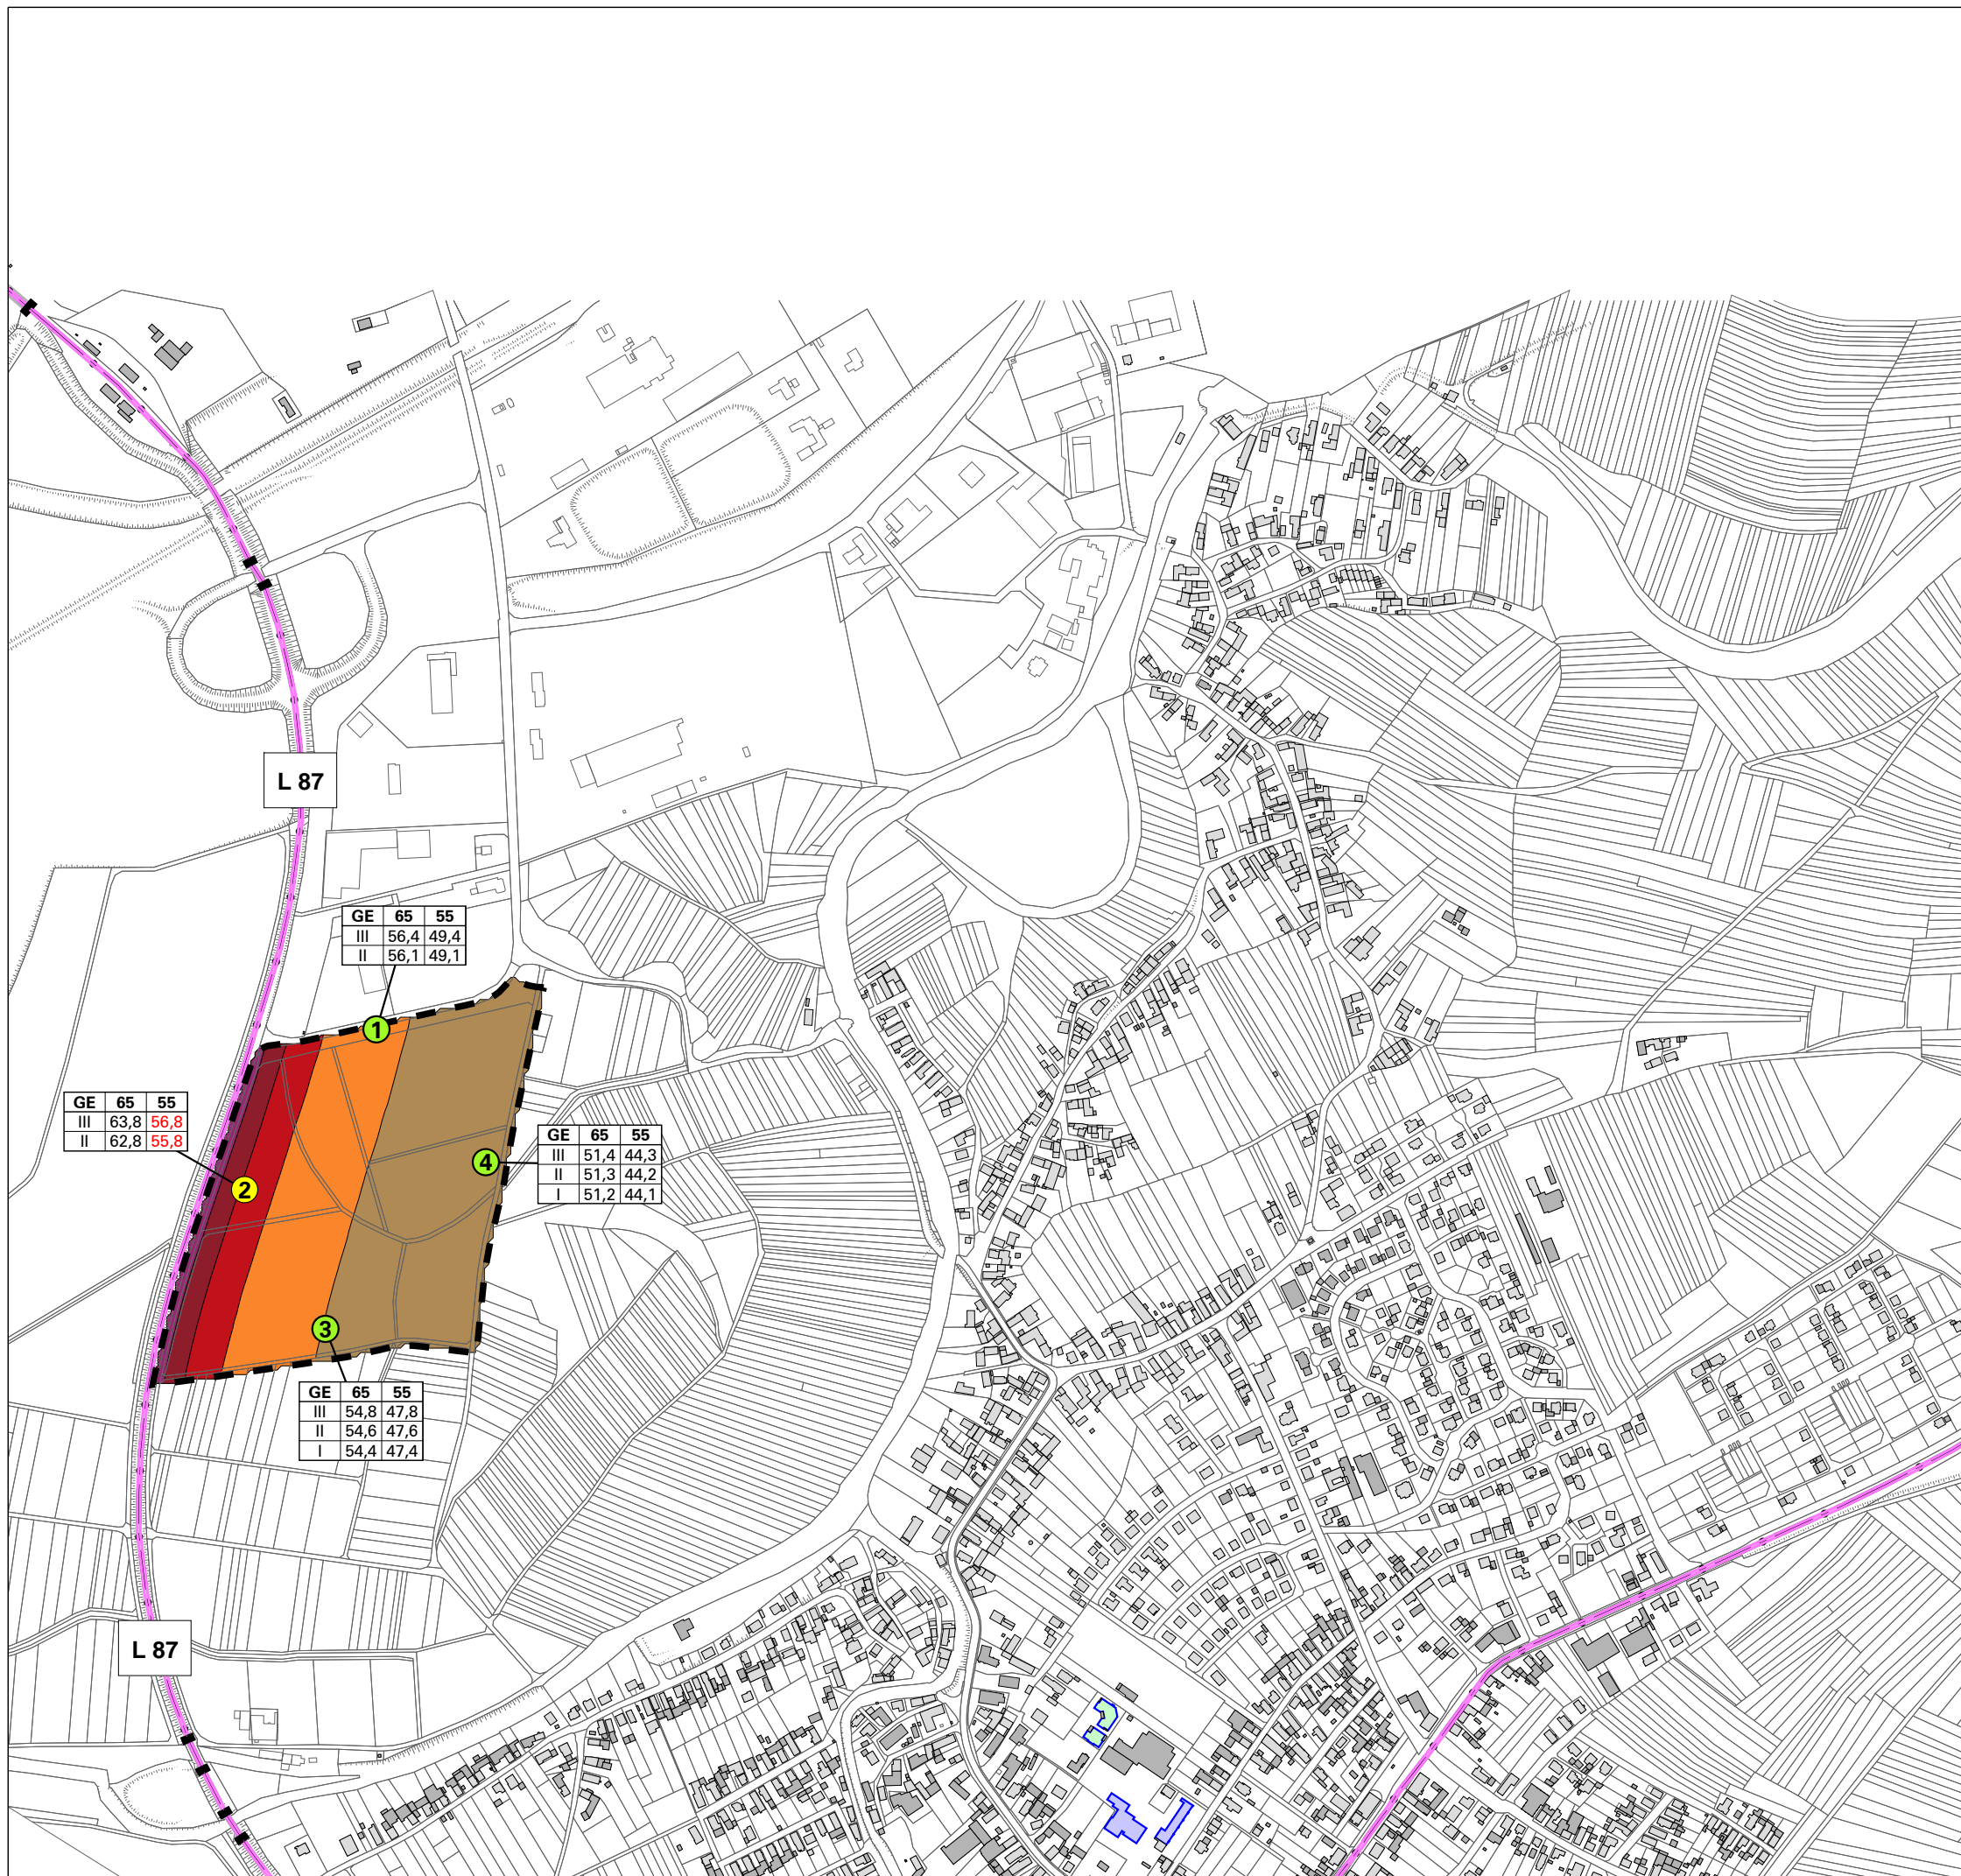 L 87
GE 65 55
III 56,4 49,4
II 56,1 49,1
1
GE 65 55
III 63,8 56,8
II 62,8 55,8
2
GE 65 55
III 51,4 44,3
II 51,3 44,2
I 51,2 44,1
4
3
GE 65 55
III 54,8 47,8
II 54,6 47,6
I 54,4 47,4
L 87